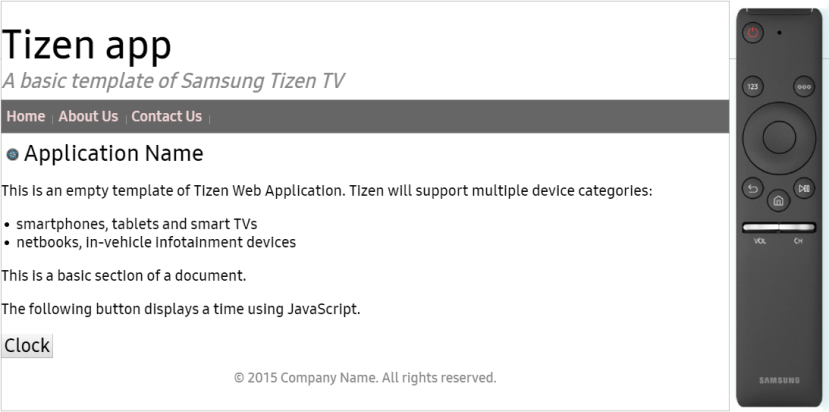 Tizen app
A basic template of Samsung Tizen TV
Home | About Us | Contact Us |
Application Name
This is an empty template of Tizen Web Application. Tizen will support multiple device categories:
• smartphones, tablets and smart TVs
• netbooks, in-vehicle infotainment devices
This is a basic section of a document.
The following button displays a time using JavaScript.
Clock
© 2015 Company Name. All rights reserved.
123
VOL CH
SAMSUNG